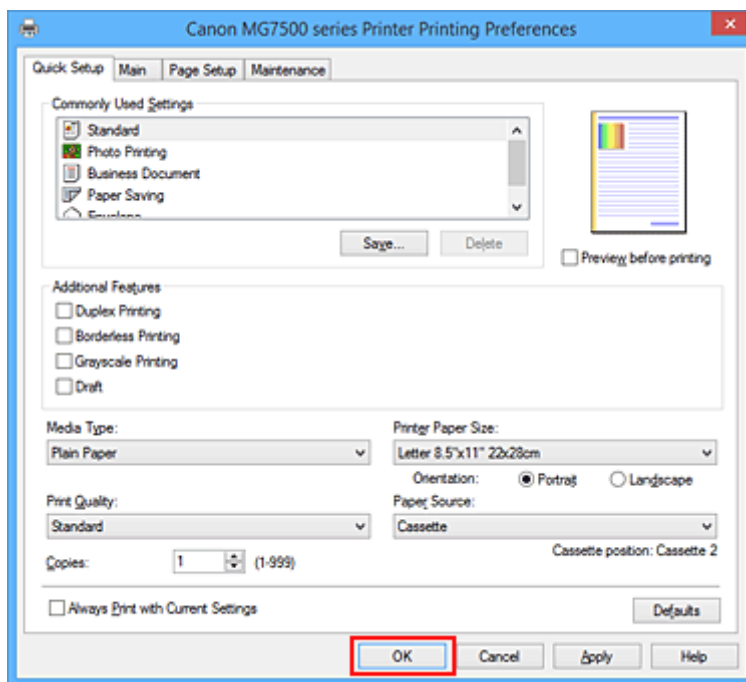 Canon MG7500 series Printer Printing Preferences
Quick Setup Main Page Setup Maintenance
Commonly Used Settings
Standard
Photo Printing
Business Document
Paper Saving
Envelope
Save... Delete
Preview before printing
Additional Features
Duplex Printing
Borderless Printing
Grayscale Printing
Draft
Media Type:
Plain Paper
Printer Paper Size:
Letter 8.5"x11" 22x28cm
Orientation: Portrait Landscape
Print Quality:
Standard
Paper Source:
Cassette
Cassette position: Cassette 2
Copies: 1 (1-999)
Always Print with Current Settings
Defaults
OK Cancel Apply Help